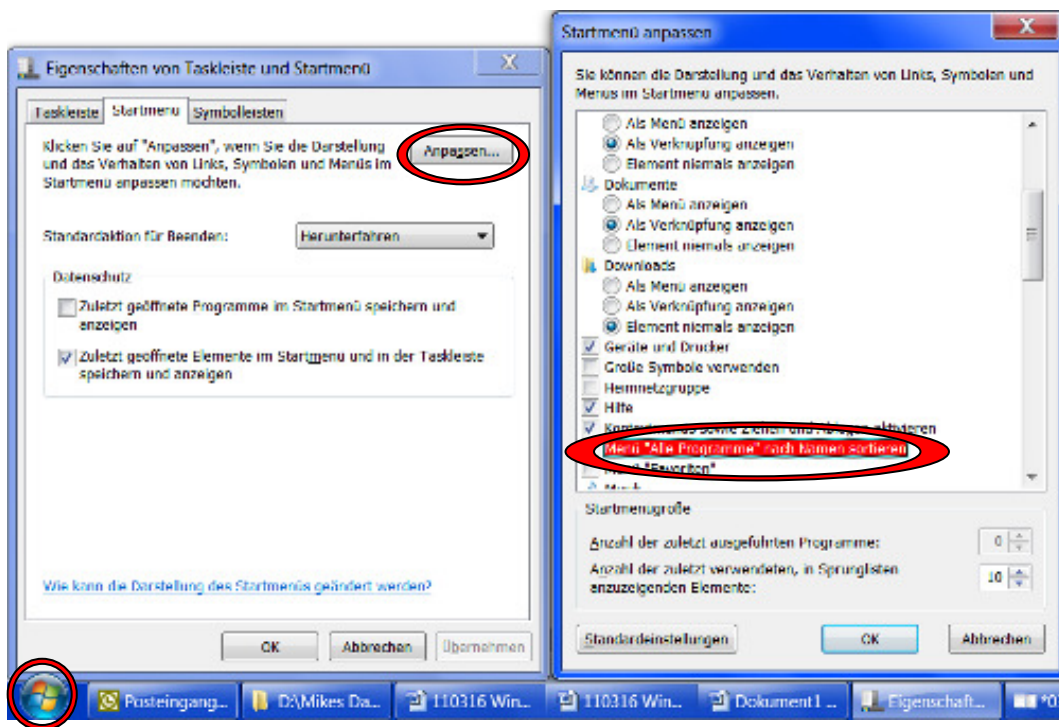 Eigenschaften von Taskleiste und Startmenü
Taskleiste Startmenü Symbolleisten
Klicken Sie auf "Anpassen", wenn Sie die Darstellung
und das Verhalten von Links, Symbolen und Menüs im
Startmenü anpassen möchten.
Anpassen...
Standardaktion für Beenden:
Herunterfahren
Datenschutz
Zuletzt geöffnete Programme im Startmenü speichern und
anzeigen
Zuletzt geöffnete Elemente im Startmenü und in der Taskleiste
speichern und anzeigen
Wie kann die Darstellung des Startmenüs geändert werden?
OK Abbrechen Übernehmen
Startmenü anpassen
Sie können die Darstellung und das Verhalten von Links, Symbolen und
Menüs im Startmenü anpassen.
Als Menü anzeigen
Als Verknüpfung anzeigen
Element niemals anzeigen
Dokumente
Als Menü anzeigen
Als Verknüpfung anzeigen
Element niemals anzeigen
Downloads
Als Menü anzeigen
Als Verknüpfung anzeigen
Element niemals anzeigen
Geräte und Drucker
Große Symbole verwenden
Heimnetzgruppe
Hilfe
sowie Ziehen und Ablegen aktivieren
Menü "Alle Programme" nach Namen sortieren
Menü "Favoriten"
Startmenügröße
Anzahl der zuletzt ausgeführten Programme:
0
Anzahl der zuletzt verwendeten, in Sprunglisten
anzuzeigenden Elemente:
10
Standardeinstellungen OK Abbrechen
Posteingang... D:\Mikes Da... 110316 Win... 110316 Win... Dokument1 ... Eigenschaft...